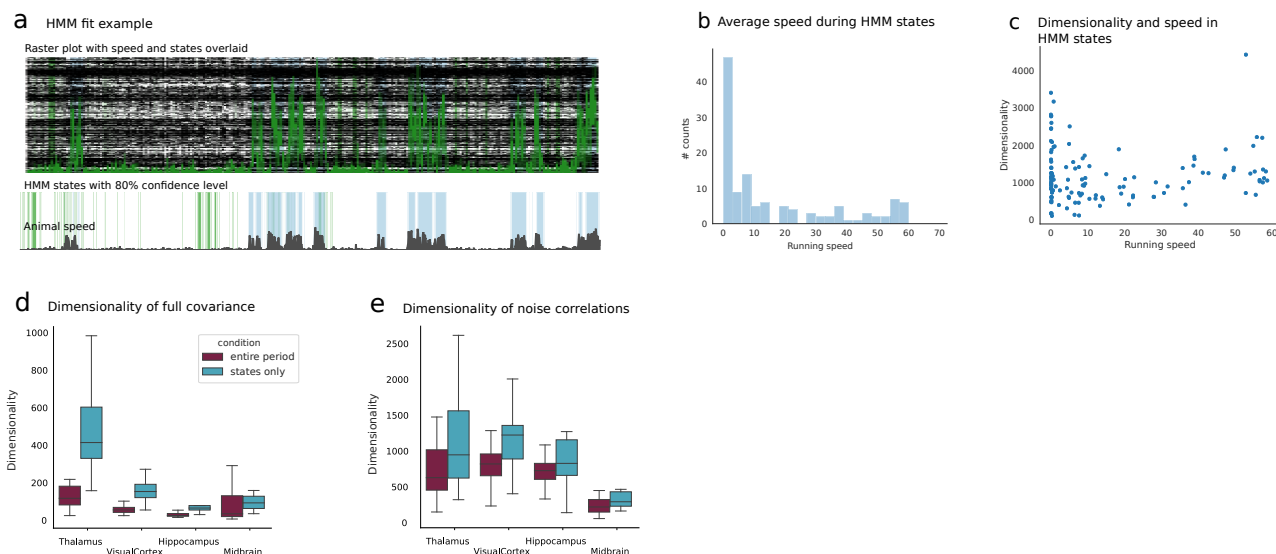 a HMM fit example
Raster plot with speed and states overlaid
HMM states with 80% confidence level
Animal speed
b Average speed during HMM states
# counts
40
30
20
10
0
0 10 20 30 40 50 60 70
Running speed
c Dimensionality and speed in
HMM states
Dimensionality
4000
3000
2000
1000
0
0 10 20 30 40 50 60
Running speed
d Dimensionality of full covariance
Dimensionality
1000
800
600
400
200
0
condition
entire period
states only
Thalamus Hippocampus
VisualCortex Midbrain
e Dimensionality of noise correlations
Dimensionality
2500
2000
1500
1000
500
0
Thalamus Hippocampus
VisualCortex Midbrain